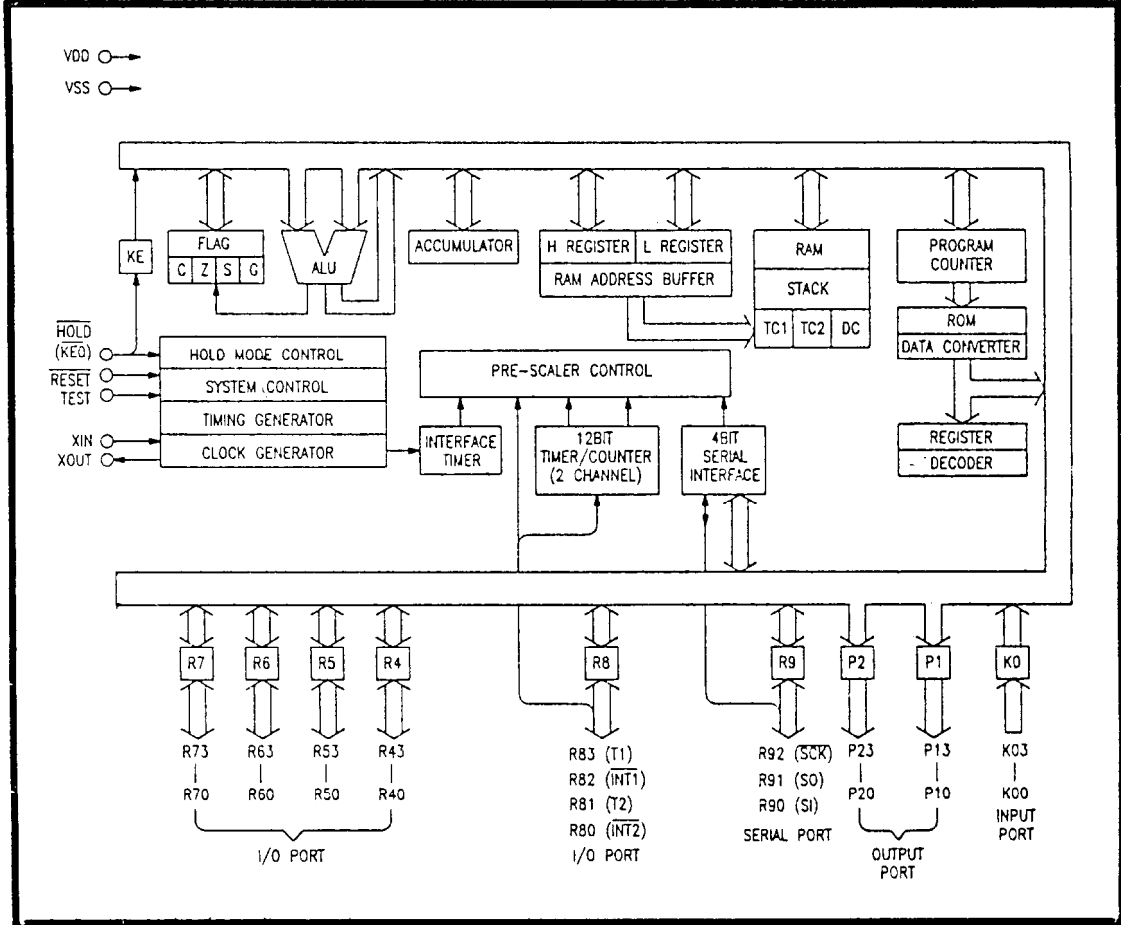 VDD
VSS
KE
FLAG
C Z S G
ALU
ACCUMULATOR
H REGISTER L REGISTER
RAM ADDRESS BUFFER
RAM
STACK
TC1 TC2 DC
PROGRAM
COUNTER
ROM
DATA CONVERTER
REGISTER
DECODER
HOLD
(KEO)
RESET
TEST
XIN
XOUT
HOLD MODE CONTROL
SYSTEM CONTROL
TIMING GENERATOR
CLOCK GENERATOR
PRE-SCALER CONTROL
INTERFACE
TIMER
12BIT
TIMER/COUNTER
(2 CHANNEL)
4BIT
SERIAL
INTERFACE
R7 R6 R5 R4 R8 R9 P2 P1 K0
R73 R63 R53 R43
R70 R60 R50 R40
I/O PORT
R83 (T1)
R82 (INT1)
R81 (T2)
R80 (INT2)
I/O PORT
R92 (SCK)
R91 (SO)
R90 (SI)
SERIAL PORT
P23 P13
P20 P10
OUTPUT
PORT
K03
K00
INPUT
PORT